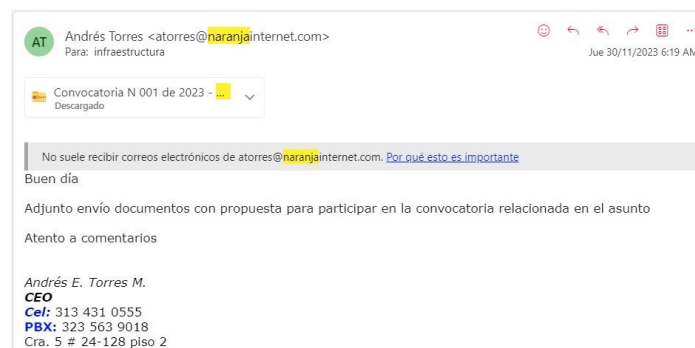 AT
Andrés Torres <atorres@naranjainternet.com>
Para: infraestructura
Jue 30/11/2023 6:19 AM
Convocatoria N 001 de 2023 - ...
Descargado
No suele recibir correos electrónicos de atorres@naranjainternet.com. Por qué esto es importante
Buen día
Adjunto envío documentos con propuesta para participar en la convocatoria relacionada en el asunto
Atento a comentarios
Andrés E. Torres M.
CEO
Cel: 313 431 0555
PBX: 323 563 9018
Cra. 5 # 24-128 piso 2